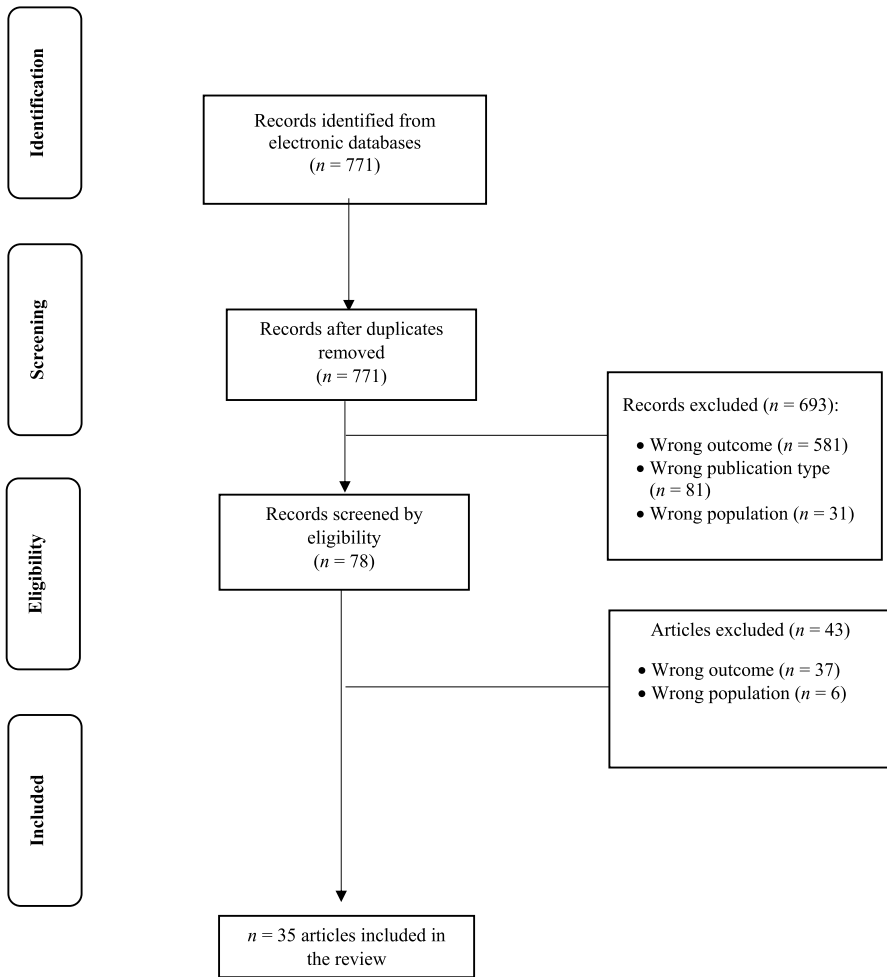 Identification
Records identified from
electronic databases
(n = 771)
Screening
Records after duplicates
removed
(n = 771)
Records excluded (n = 693):
• Wrong outcome (n = 581)
• Wrong publication type
(n = 81)
• Wrong population (n = 31)
Eligibility
Records screened by
eligibility
(n = 78)
Articles excluded (n = 43)
• Wrong outcome (n = 37)
• Wrong population (n = 6)
Included
n = 35 articles included in
the review